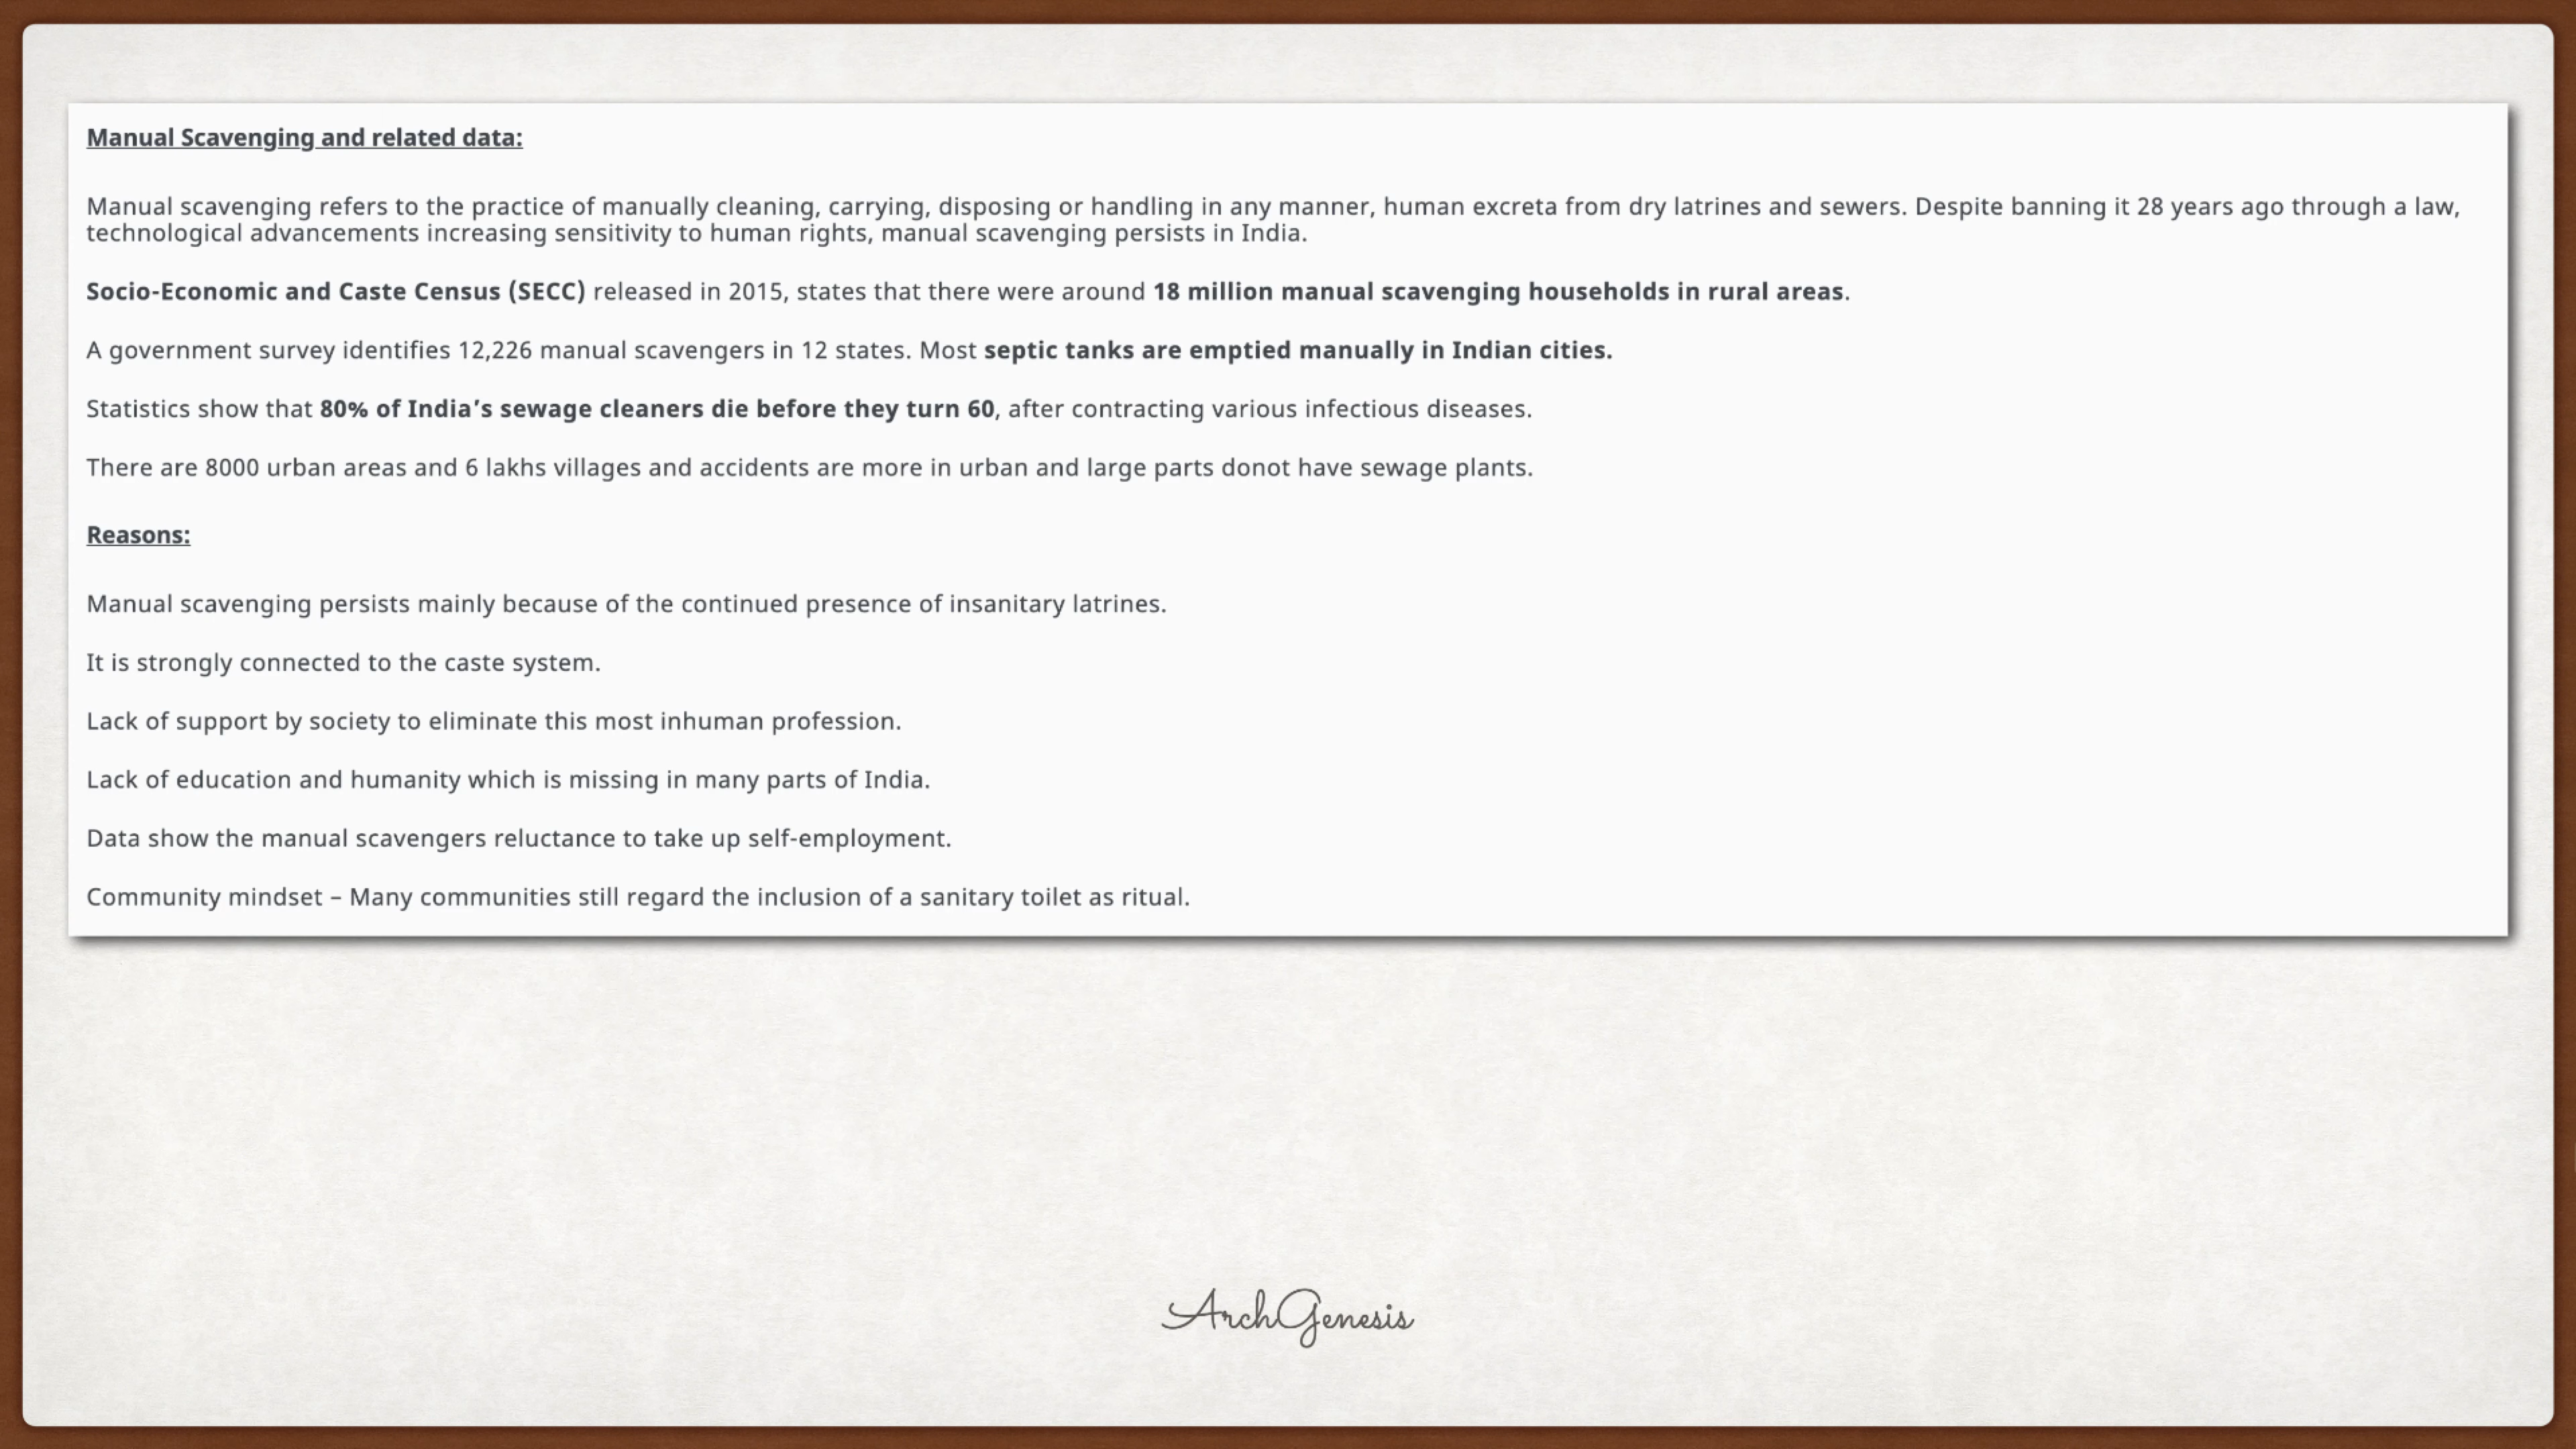 Manual Scavenging and related data:
Manual scavenging refers to the practice of manually cleaning, carrying, disposing or handling in any manner, human excreta from dry latrines and sewers. Despite banning it 28 years ago through a law,
technological advancements increasing sensitivity to human rights, manual scavenging persists in India.
Socio-Economic and Caste Census (SECC) released in 2015, states that there were around 18 million manual scavenging households in rural areas.
A government survey identifies 12,226 manual scavengers in 12 states. Most septic tanks are emptied manually in Indian cities.
Statistics show that 80% of India’s sewage cleaners die before they turn 60, after contracting various infectious diseases.
There are 8000 urban areas and 6 lakhs villages and accidents are more in urban and large parts donot have sewage plants.
Reasons:
Manual scavenging persists mainly because of the continued presence of insanitary latrines.
It is strongly connected to the caste system.
Lack of support by society to eliminate this most inhuman profession.
Lack of education and humanity which is missing in many parts of India.
Data show the manual scavengers reluctance to take up self-employment.
Community mindset – Many communities still regard the inclusion of a sanitary toilet as ritual.
ArchGenesis